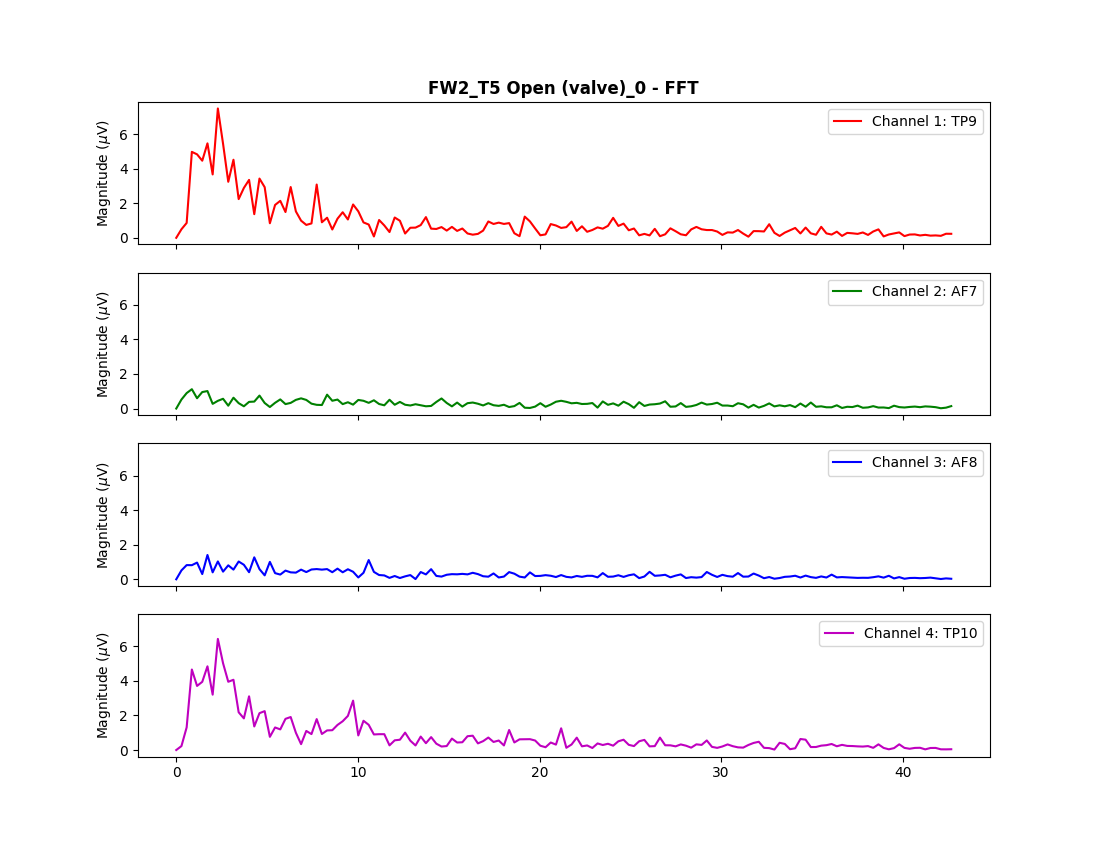 FW2_T5 Open (valve)_0 - FFT
Magnitude (μV)
6
4
2
0
Channel 1: TP9
Magnitude (μV)
6
4
2
0
Channel 2: AF7
Magnitude (μV)
6
4
2
0
Channel 3: AF8
Magnitude (μV)
6
4
2
0
Channel 4: TP10
0 10 20 30 40